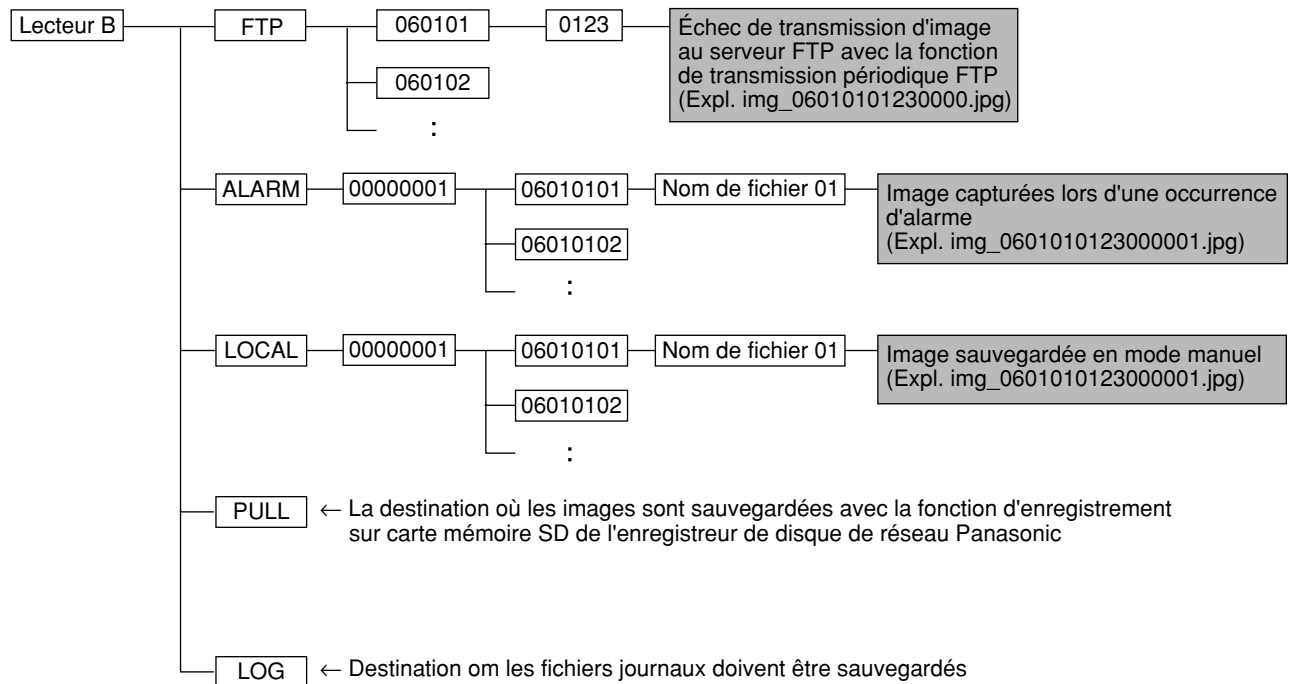 Lecteur B
FTP
060101
0123
Échec de transmission d'image
au serveur FTP avec la fonction
de transmission périodique FTP
(Expl. img_06010101230000.jpg)
060102
:
ALARM
00000001
06010101
Nom de fichier 01
Image capturées lors d'une occurrence
d'alarme
(Expl. img_0601010123000001.jpg)
06010102
:
LOCAL
00000001
06010101
Nom de fichier 01
Image sauvegardée en mode manuel
(Expl. img_0601010123000001.jpg)
06010102
:
PULL
← La destination où les images sont sauvegardées avec la fonction d'enregistrement
sur carte mémoire SD de l'enregistreur de disque de réseau Panasonic
LOG
← Destination om les fichiers journaux doivent être sauvegardés